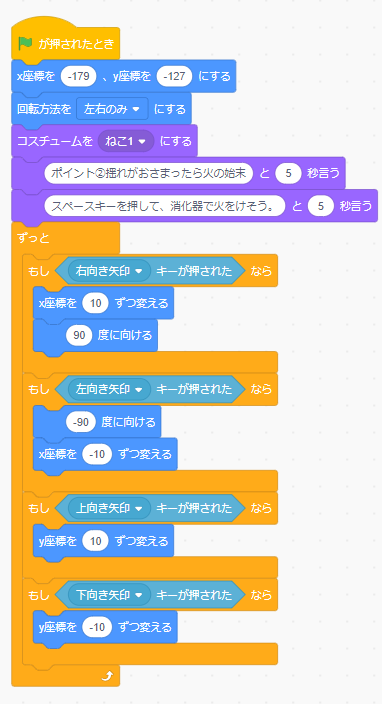 が押されたとき
x座標を -179 、y座標を -127 にする
回転方法を 左右のみ にする
コスチュームを ねこ1 にする
ポイント②揺れがおさまったら火の始末 と 5 秒言う
スペースキーを押して、消化器で火をけそう。 と 5 秒言う
ずっと
もし 右向き矢印 キーが押された なら
x座標を 10 ずつ変える
90 度に向ける
もし 左向き矢印 キーが押された なら
-90 度に向ける
x座標を -10 ずつ変える
もし 上向き矢印 キーが押された なら
y座標を 10 ずつ変える
もし 下向き矢印 キーが押された なら
y座標を -10 ずつ変える